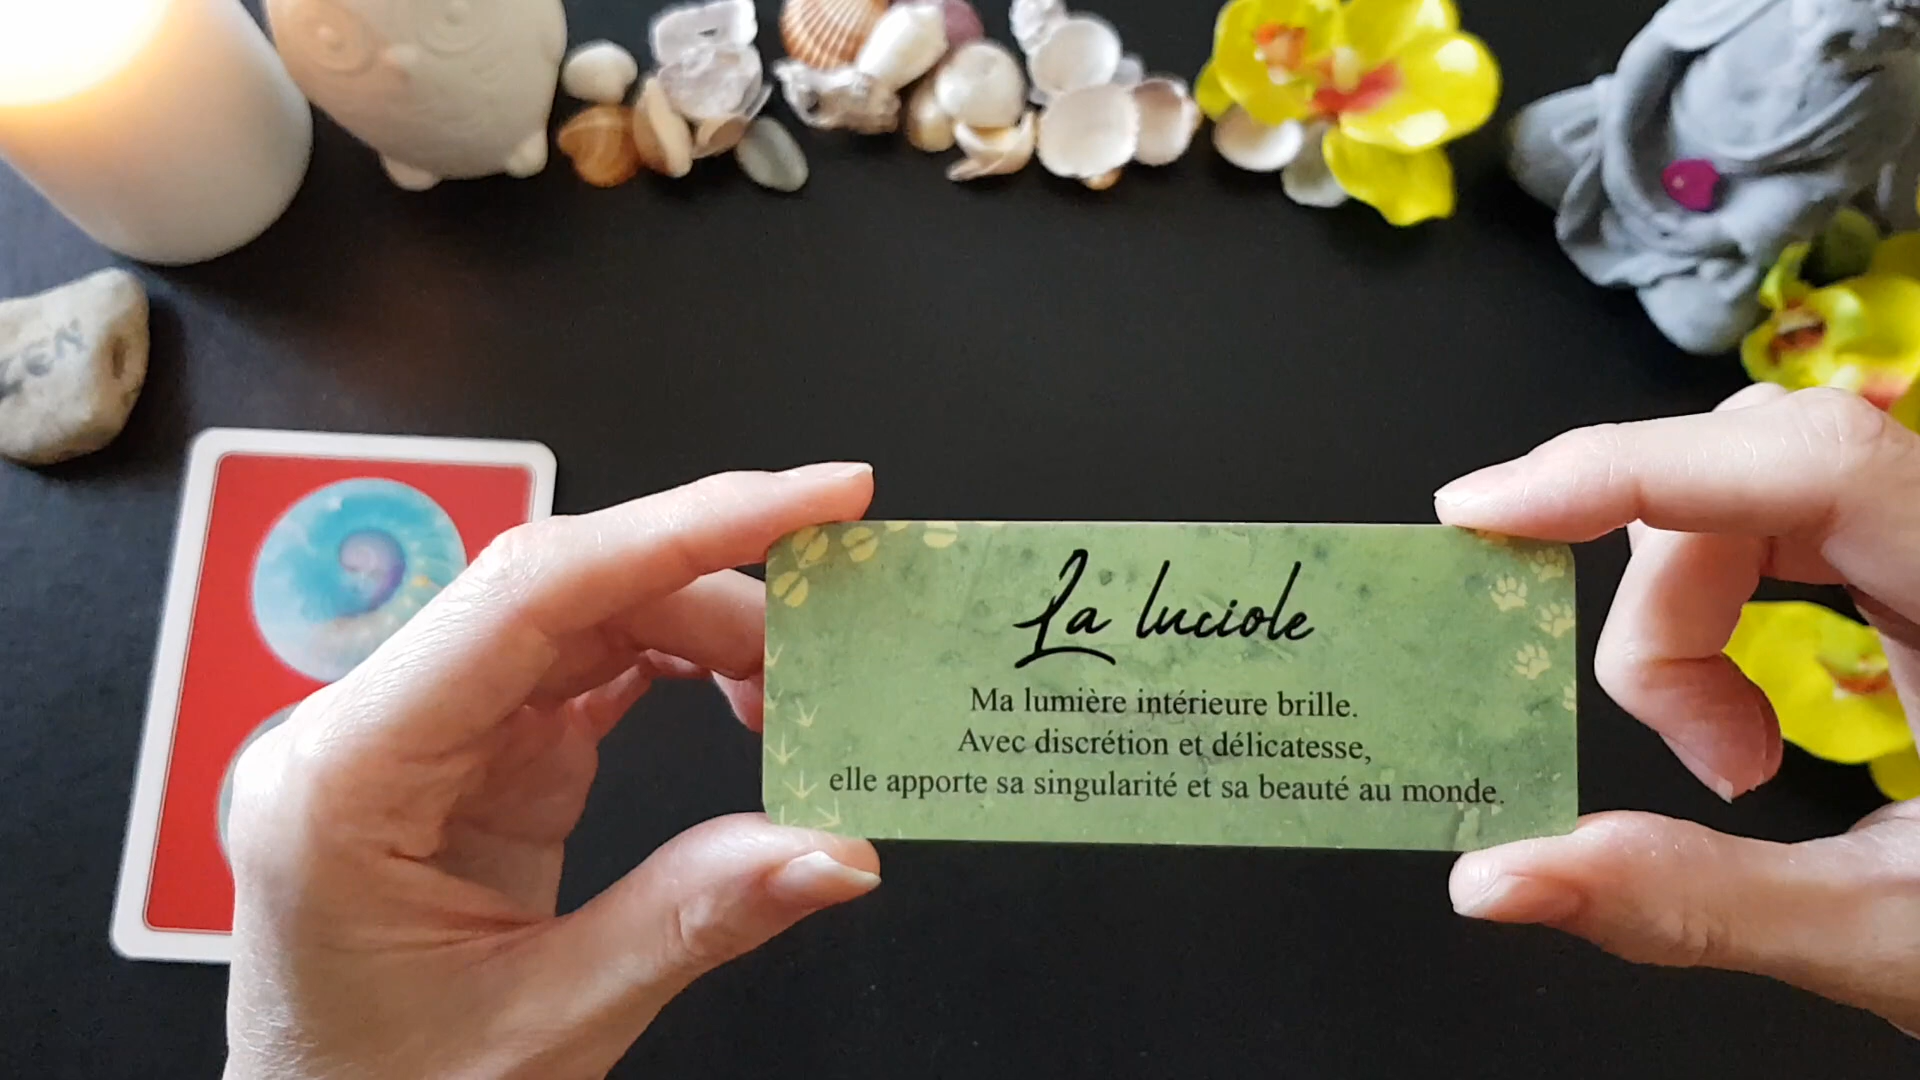 ZEN
La luciole
Ma lumière intérieure brille.
Avec discrétion et délicatesse,
elle apporte sa singularité et sa beauté au monde.